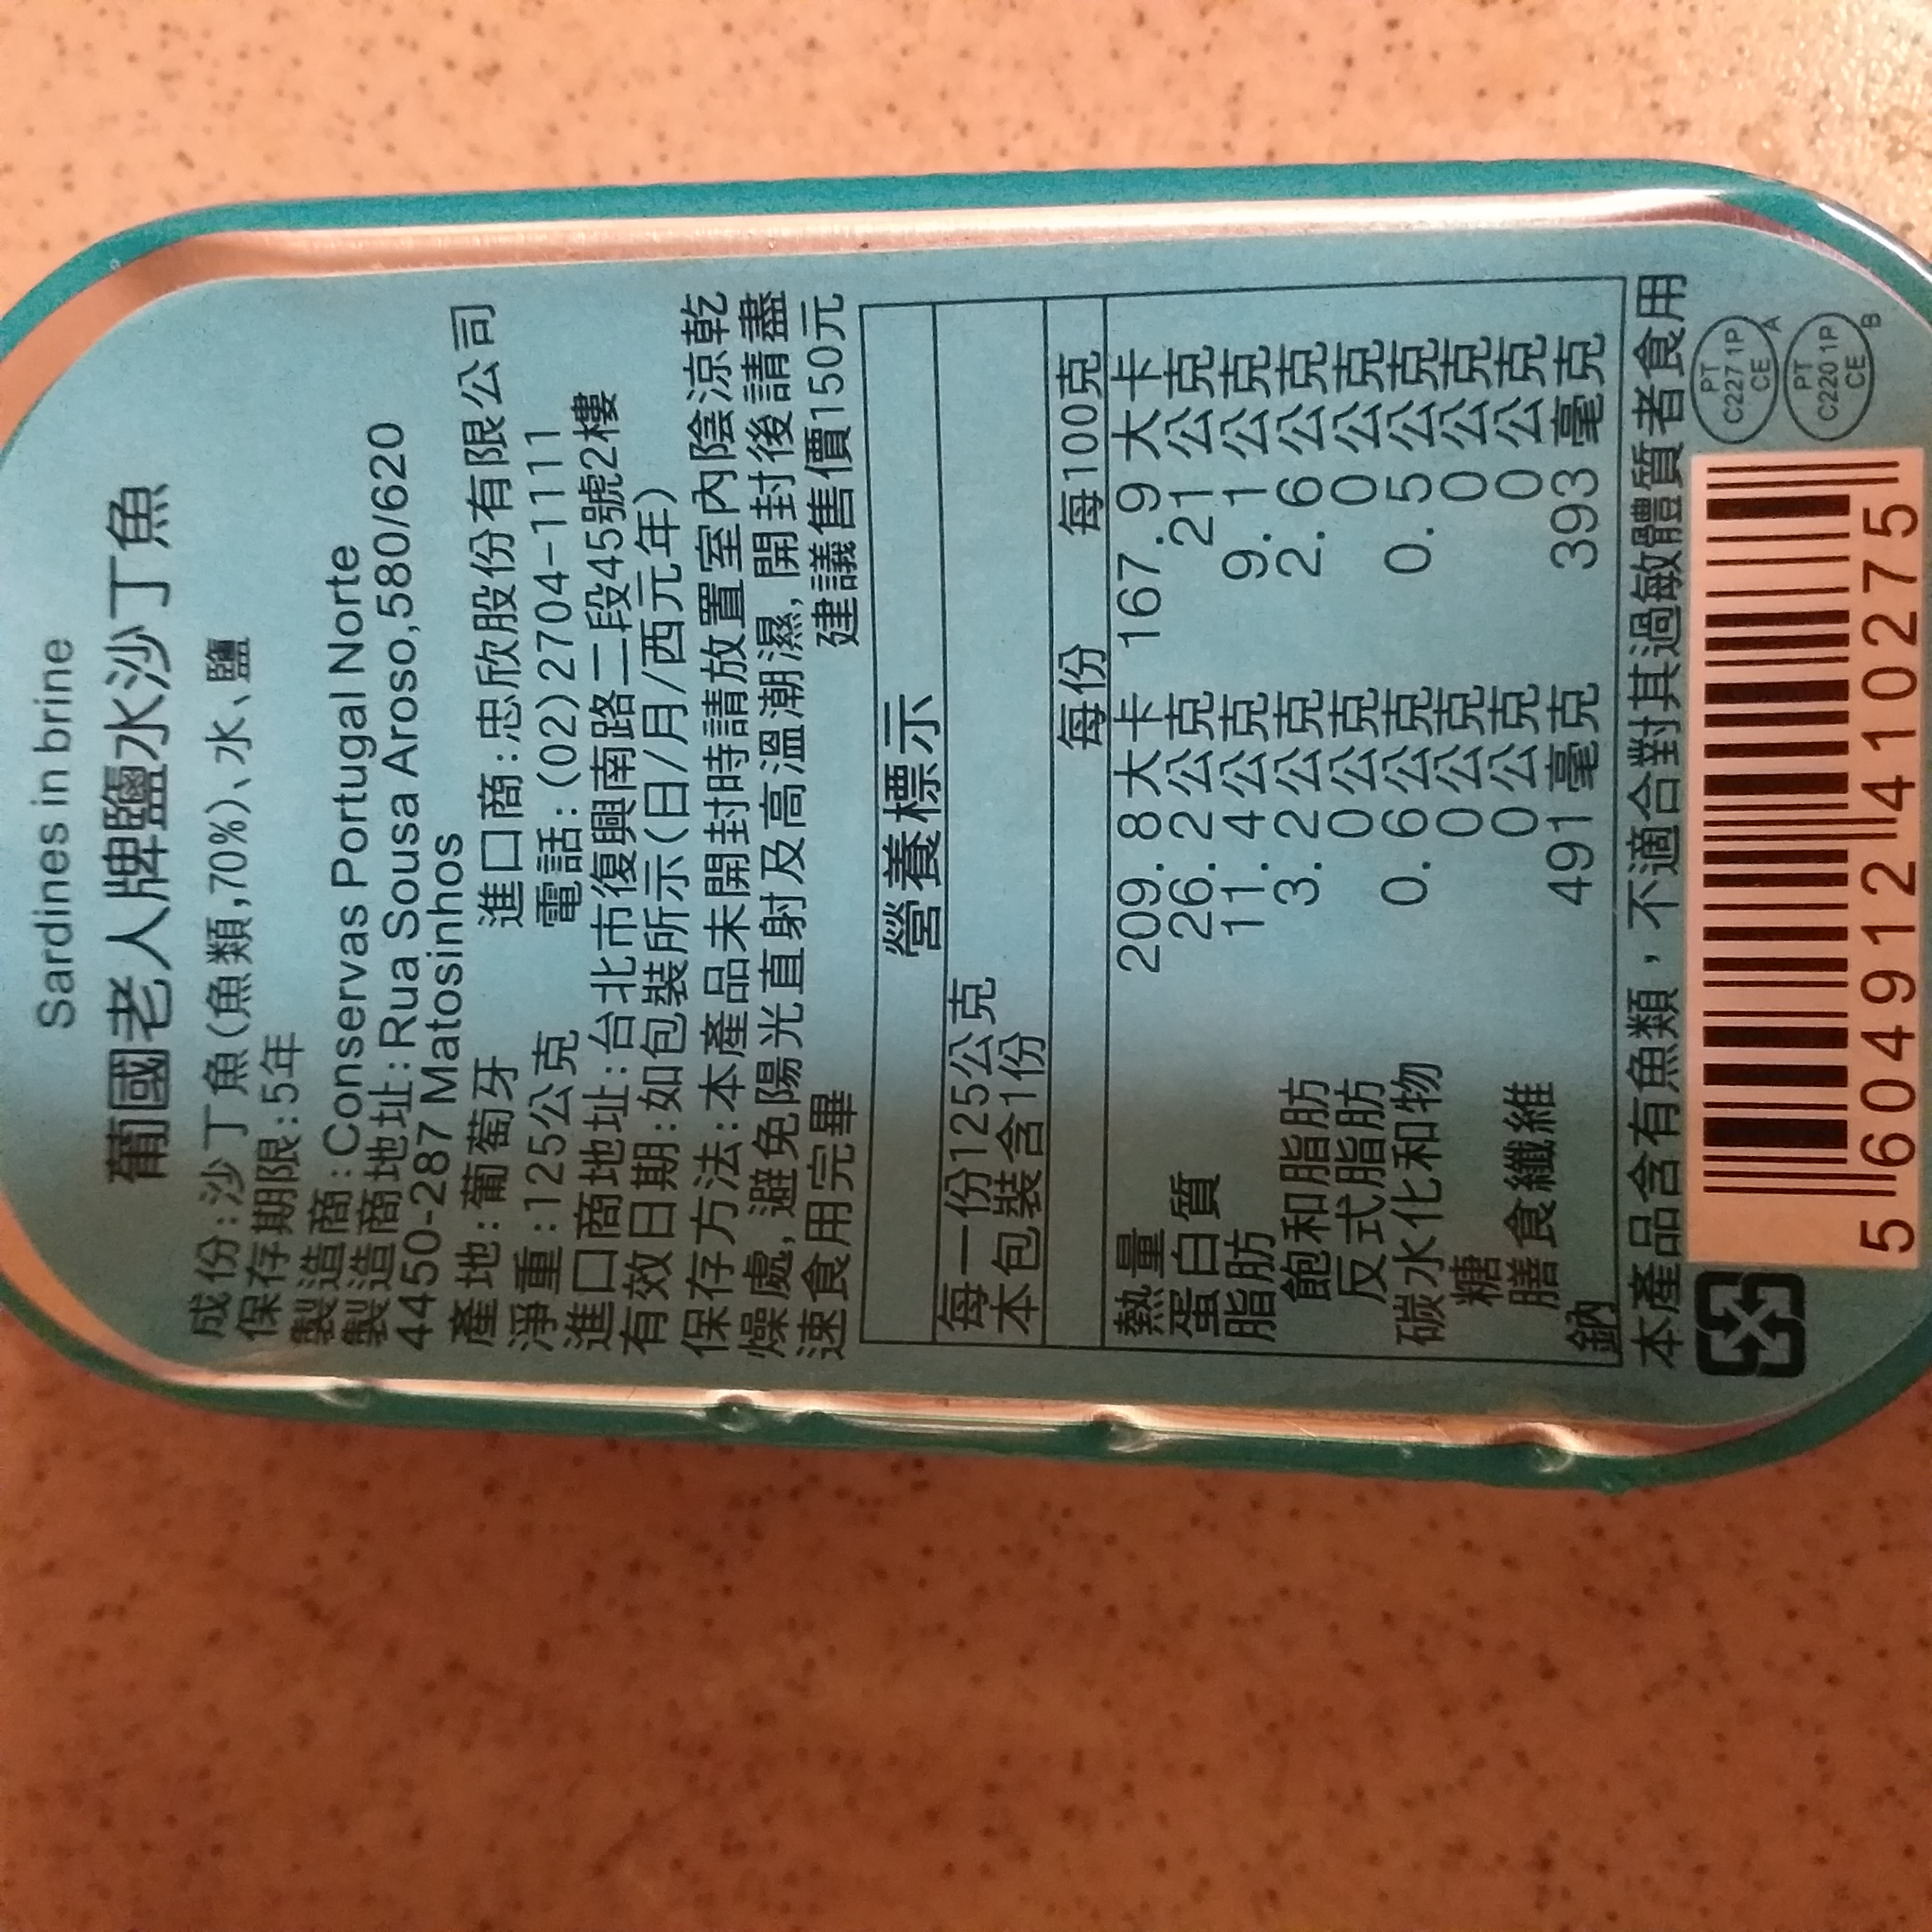 Sardines in brine
葡國老人牌鹽水沙丁魚
成份:沙丁魚(魚類,70%)、水、鹽
保存期限:5年
製造商:Conservas Portugal Norte
製造商地址:Rua Sousa Aroso,580/620
4450-287 Matosinhos
產地:葡萄牙 進口商:忠欣股份有限公司
淨重:125公克 電話:(02)2704-1111
進口商地址:台北市復興南路二段45號2樓
有效日期:如包裝所示(日/月/西元年)
保存方法:本產品未開封時請放置室內陰涼乾
燥處,避免陽光直射及高溫潮濕,開封後請盡
速食用完畢 建議售價150元
營養標示
每一份125公克
本包裝含1份
每份 每100克
熱量 209.8大卡 167.9大卡
蛋白質 26.2公克 21公克
脂肪 11.4公克 9.1公克
飽和脂肪 3.2公克 2.6公克
反式脂肪 0公克 0公克
碳水化和物 0.6公克 0.5公克
糖 0公克 0公克
膳食纖維 0公克 0公克
鈉 491毫克 393毫克
本產品含有魚類，不適合對其過敏體質者食用
PT
C227 1P
CE
A
PT
C220 1P
CE
B
5 604912 410275